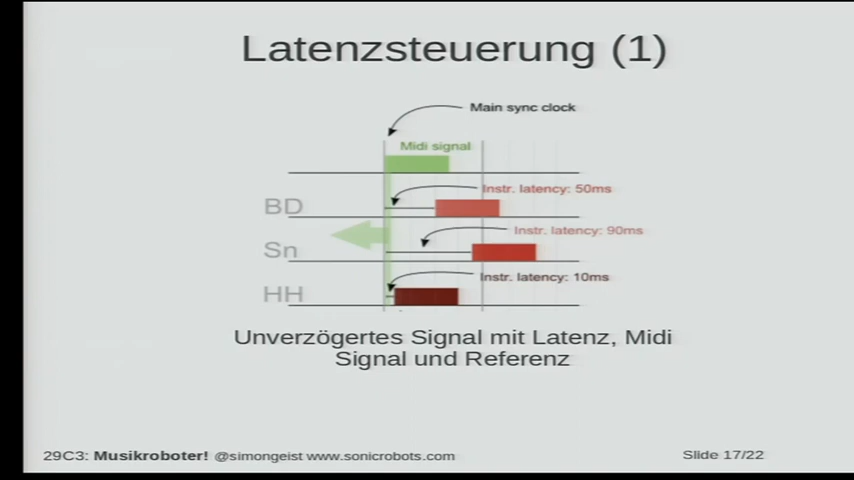 Latenzsteuerung (1)
Main sync clock
Midi signal
Instr. latency: 50ms
BD
Instr. latency: 90ms
Sn
Instr. latency: 10ms
HH
Unverzögertes Signal mit Latenz, Midi
Signal und Referenz
29C3: Musikroboter! @simongeist www.sonicrobots.com
Slide 17/22